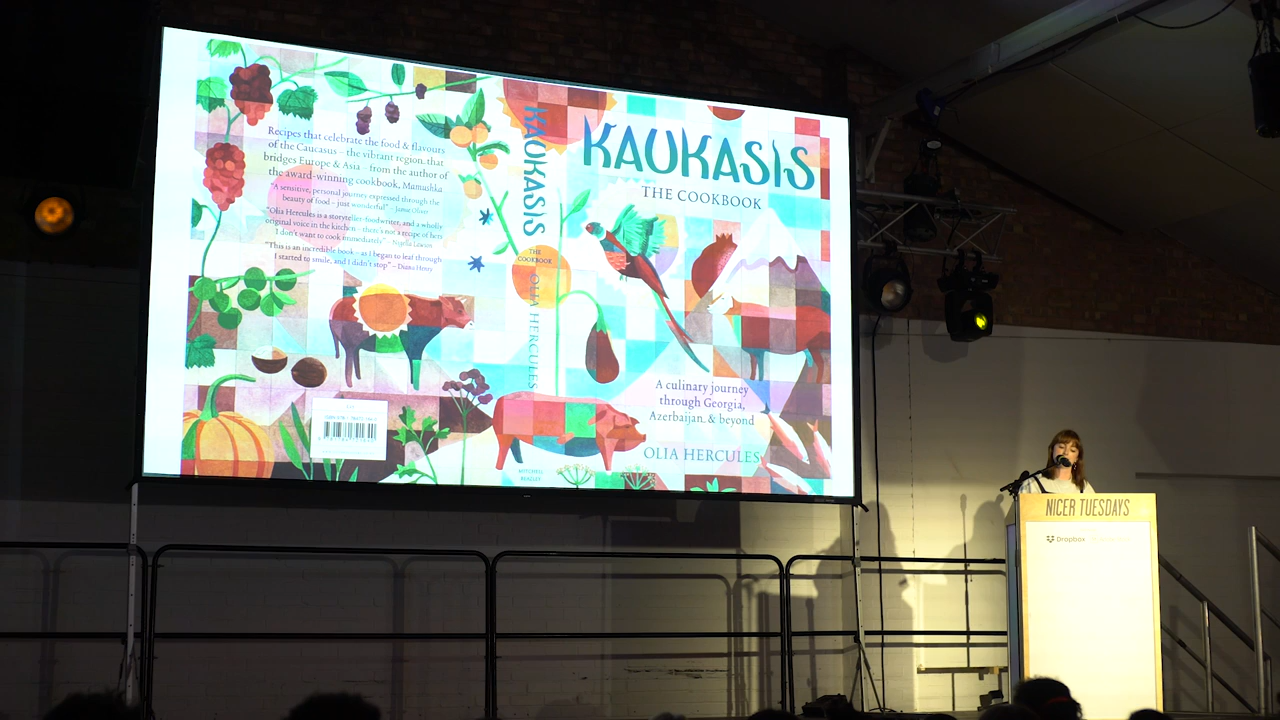 Recipes that celebrate the food & flavours
of the Caucasus – the vibrant region that
bridges Europe & Asia – from the author of
the award-winning cookbook, Mamushka
"A sensitive, personal journey expressed through the
beauty of food – just wonderful" – Jamie Oliver
"Olia Hercules is a storyteller-foodwriter, and a wholly
original voice in the kitchen – there's not a recipe of hers
I don't want to cook immediately" – Nigella Lawson
"This is an incredible book – as I began to leaf through
I started to smile, and I didn't stop" – Diana Henry
KAUKASIS
THE
COOKBOOK
OLIA HERCULES
MITCHELL
BEAZLEY
KAUKASIS
THE COOKBOOK
A culinary journey
through Georgia,
Azerbaijan, & beyond
OLIA HERCULES
NICER TUESDAYS
Dropbox